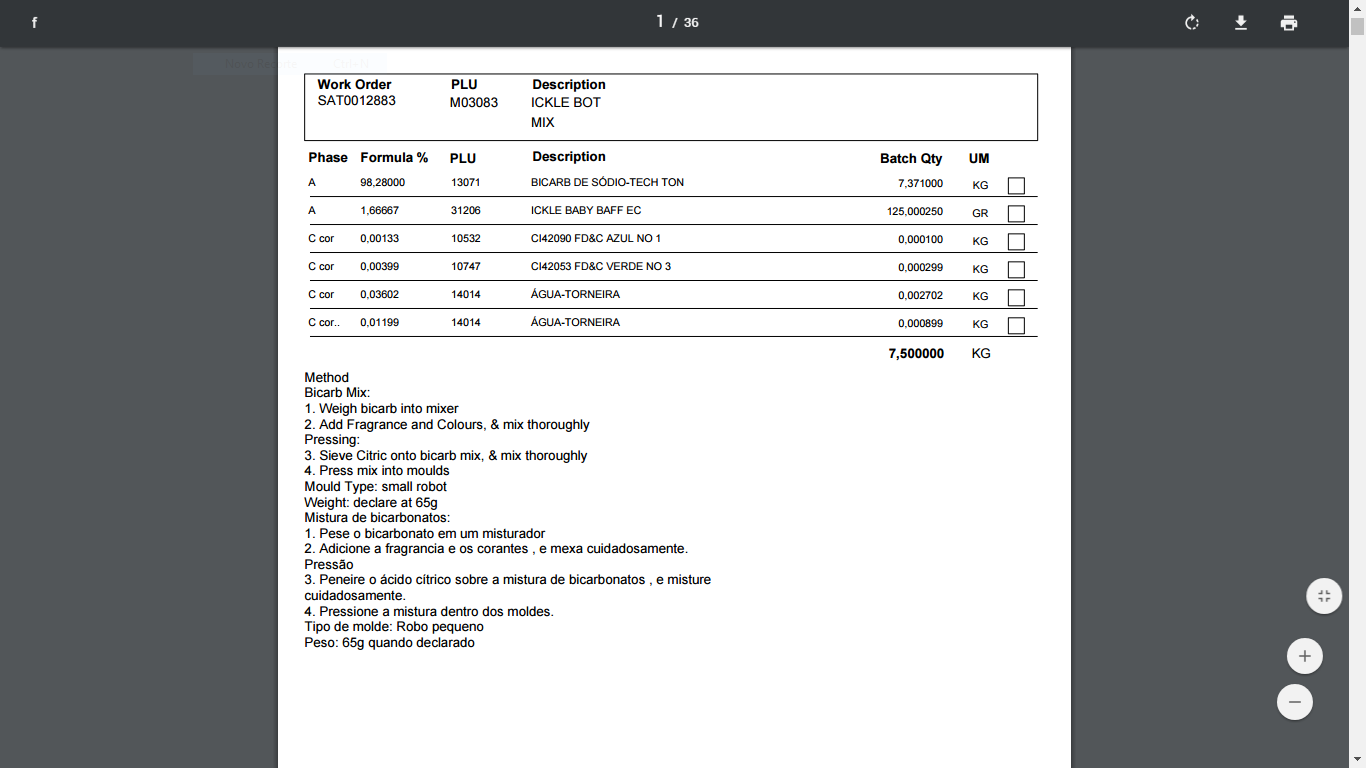 f
1 / 36
Work Order PLU Description
SAT0012883 M03083 ICKLE BOT
MIX
Phase Formula % PLU Description Batch Qty UM
A 98,28000 13071 BICARB DE SÓDIO-TECH TON 7,371000 KG
A 1,66667 31206 ICKLE BABY BAFF EC 125,000250 GR
C cor 0,00133 10532 CI42090 FD&C AZUL NO 1 0,000100 KG
C cor 0,00399 10747 CI42053 FD&C VERDE NO 3 0,000299 KG
C cor 0,03602 14014 ÁGUA-TORNEIRA 0,002702 KG
C cor.. 0,01199 14014 ÁGUA-TORNEIRA 0,000899 KG
7,500000 KG
Method
Bicarb Mix:
1. Weigh bicarb into mixer
2. Add Fragrance and Colours, & mix thoroughly
Pressing:
3. Sieve Citric onto bicarb mix, & mix thoroughly
4. Press mix into moulds
Mould Type: small robot
Weight: declare at 65g
Mistura de bicarbonatos:
1. Pese o bicarbonato em um misturador
2. Adicione a fragrancia e os corantes , e mexa cuidadosamente.
Pressão
3. Peneire o ácido cítrico sobre a mistura de bicarbonatos , e misture
cuidadosamente.
4. Pressione a mistura dentro dos moldes.
Tipo de molde: Robo pequeno
Peso: 65g quando declarado